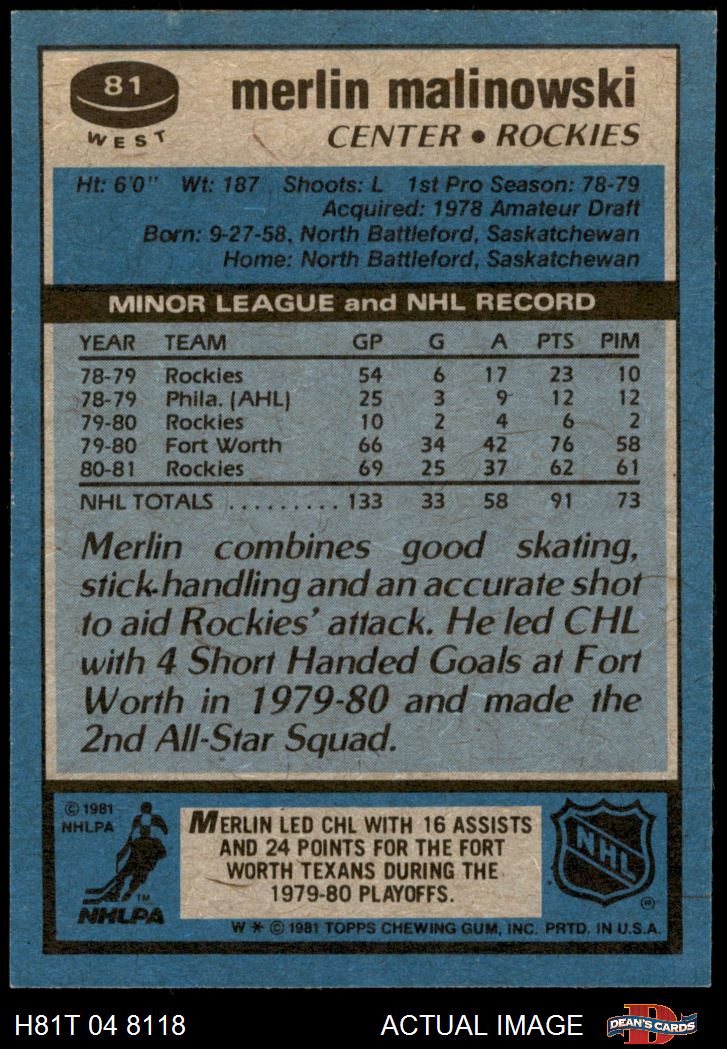 81
WEST
merlin malinowski
CENTER • ROCKIES
Ht: 6'0" Wt: 187 Shoots: L 1st Pro Season: 78-79
Acquired: 1978 Amateur Draft
Born: 9-27-58, North Battleford, Saskatchewan
Home: North Battleford, Saskatchewan
MINOR LEAGUE and NHL RECORD
YEAR TEAM GP G A PTS PIM
78-79 Rockies 54 6 17 23 10
78-79 Phila. (AHL) 25 3 9 12 12
79-80 Rockies 10 2 4 6 2
79-80 Fort Worth 66 34 42 76 58
80-81 Rockies 69 25 37 62 61
NHL TOTALS ......... 133 33 58 91 73
Merlin combines good skating,
stick-handling and an accurate shot
to aid Rockies' attack. He led CHL
with 4 Short Handed Goals at Fort
Worth in 1979-80 and made the
2nd All-Star Squad.
© 1981
NHLPA
TM
NHLPA
MERLIN LED CHL WITH 16 ASSISTS
AND 24 POINTS FOR THE FORT
WORTH TEXANS DURING THE
1979-80 PLAYOFFS.
NHL
®
W * © 1981 TOPPS CHEWING GUM, INC. PRTD. IN U.S.A.
H81T 04 8118
ACTUAL IMAGE
D
DEAN'S CARDS